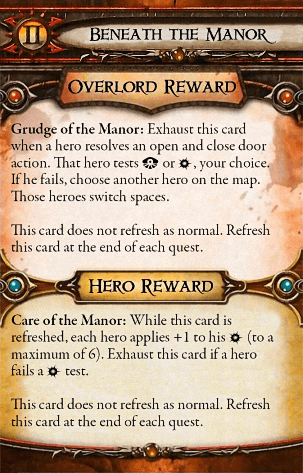 II
BENEATH THE MANOR
OVERLORD REWARD
Grudge of the Manor: Exhaust this card
when a hero resolves an open and close door
action. That hero tests or , your choice.
If he fails, choose another hero on the map.
Those heroes switch spaces.
This card does not refresh as normal. Refresh
this card at the end of each quest.
HERO REWARD
Care of the Manor: While this card is
refreshed, each hero applies +1 to his (to a
maximum of 6). Exhaust this card if a hero
fails a test.
This card does not refresh as normal. Refresh
this card at the end of each quest.